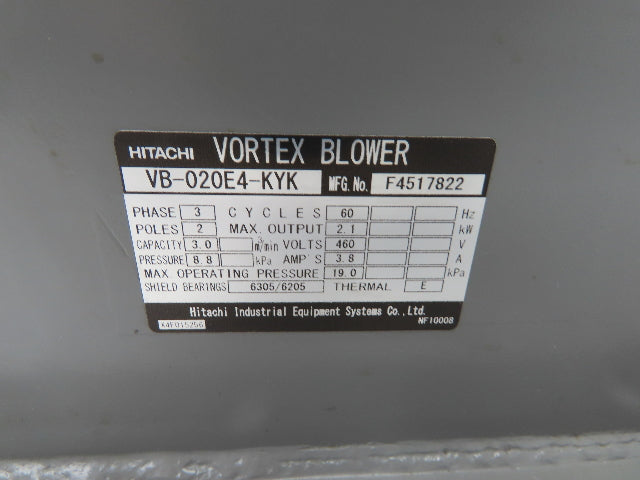 HITACHI VORTEX BLOWER
VB-020E4-KYK MFG.No. F4517822
PHASE 3 CYCLES 60 Hz
POLES 2 MAX. OUTPUT 2.1 kW
CAPACITY 3.0 m³/min VOLTS 460 V
PRESSURE 8.8 kPa AMP'S 3.8 A
MAX. OPERATING PRESSURE 19.0 kPa
SHIELD BEARINGS 6305/6205 THERMAL E
Hitachi Industrial Equipment Systems Co.,Ltd.
X4F015256 NF10008